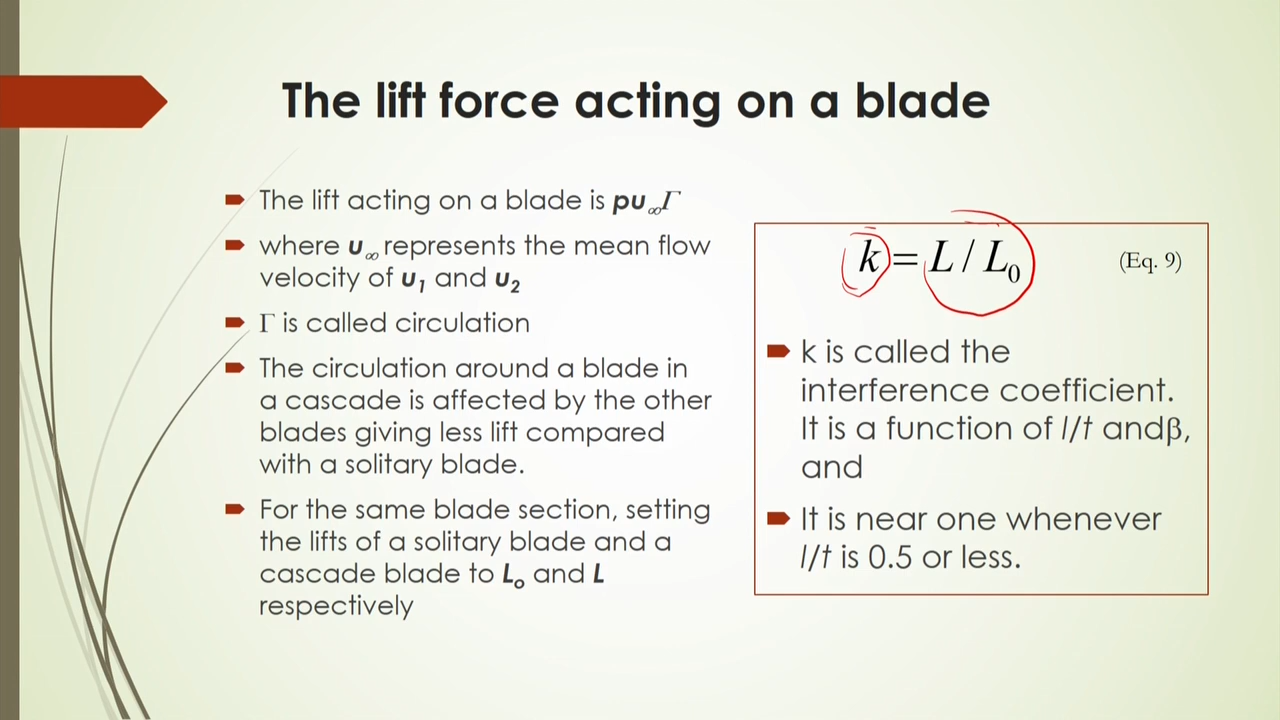 The lift force acting on a blade
The lift acting on a blade is pu∞Γ
where u∞ represents the mean flow
velocity of u1 and u2
Γ is called circulation
The circulation around a blade in
a cascade is affected by the other
blades giving less lift compared
with a solitary blade.
For the same blade section, setting
the lifts of a solitary blade and a
cascade blade to Lo and L
respectively
k = L / L0 (Eq. 9)
k is called the
interference coefficient.
It is a function of l/t andβ,
and
It is near one whenever
l/t is 0.5 or less.